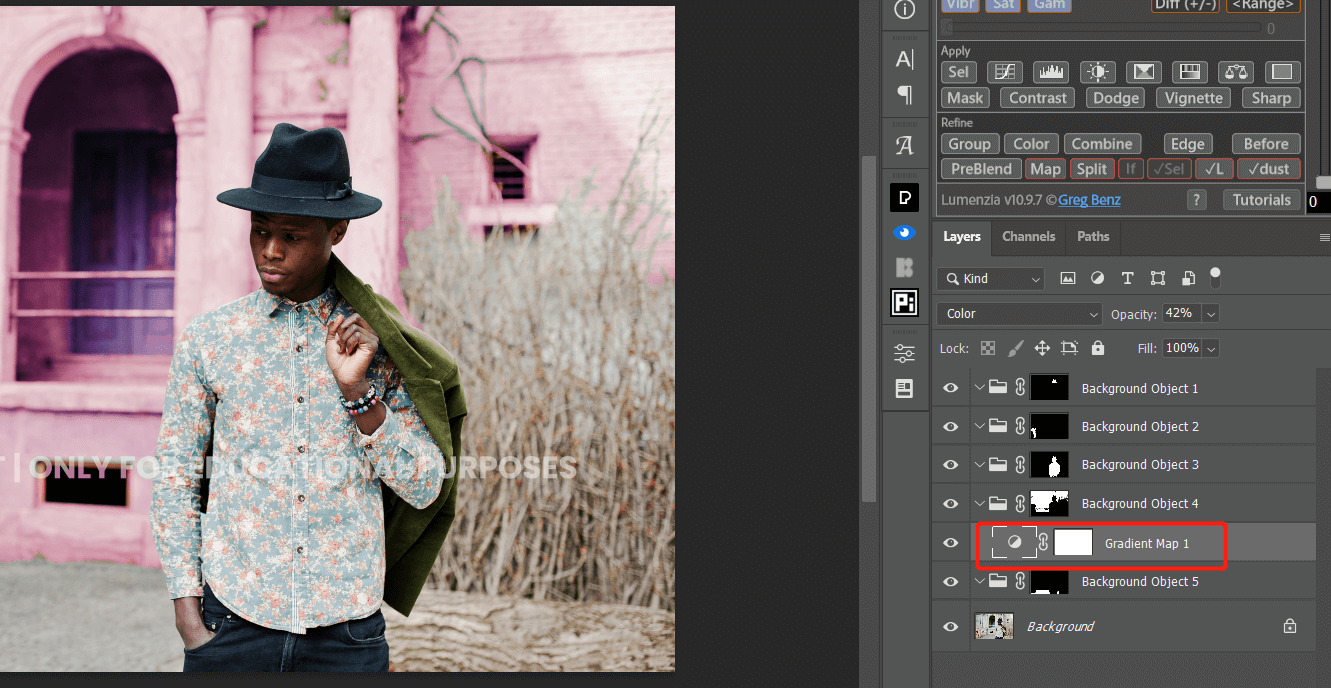 Vibr Sat Gam Diff (+/-) <Range>
0
Apply
Sel
Mask Contrast Dodge Vignette Sharp
Refine
Group Color Combine Edge Before
PreBlend Map Split If ✓Sel ✓L ✓dust
Lumenzia v10.9.7 © Greg Benz ? Tutorials
0
Layers Channels Paths
Kind
Color Opacity: 42%
Lock: Fill: 100%
Background Object 1
Background Object 2
Background Object 3
Background Object 4
Gradient Map 1
Background Object 5
Background
T | ONLY FOR EDUCATIONAL PURPOSES